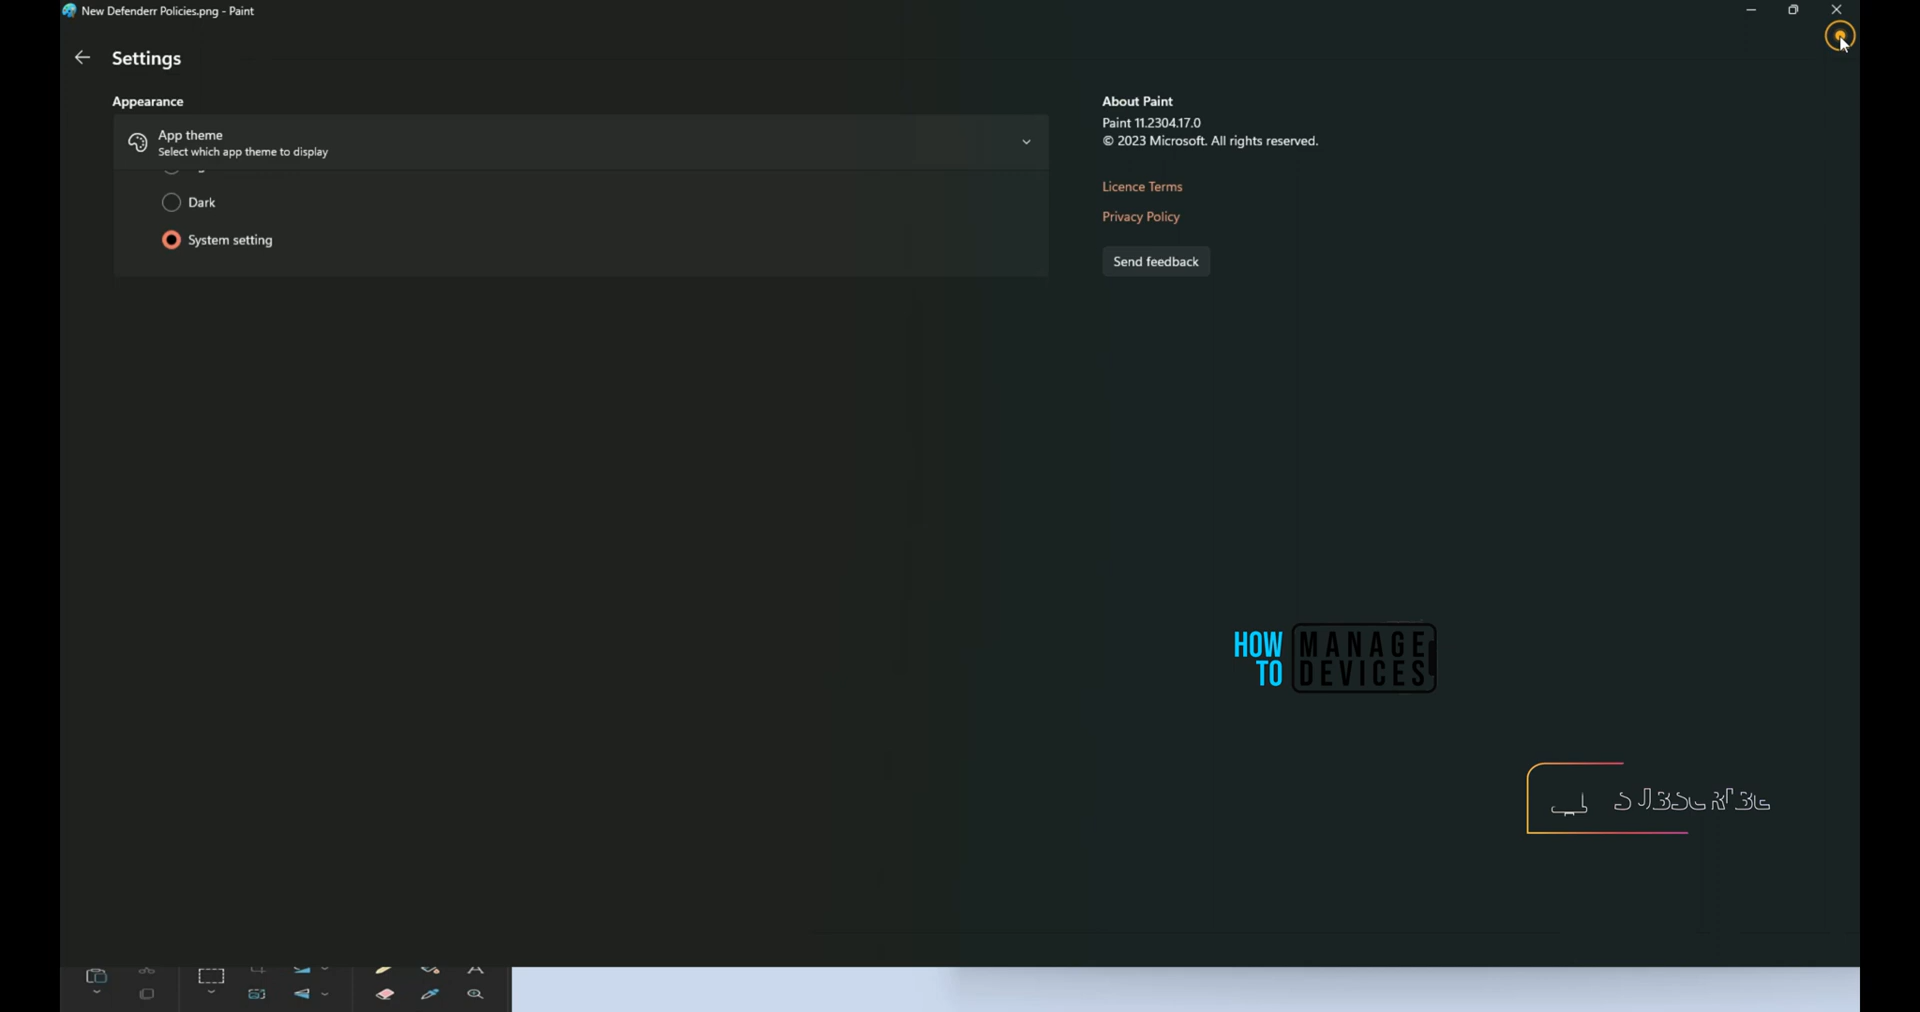 New Defenderr Policies.png - Paint
Settings
Appearance
App theme
Select which app theme to display
Dark
System setting
About Paint
Paint 11.2304.17.0
© 2023 Microsoft. All rights reserved.
Licence Terms
Privacy Policy
Send feedback
HOW TO
MANAGE DEVICES